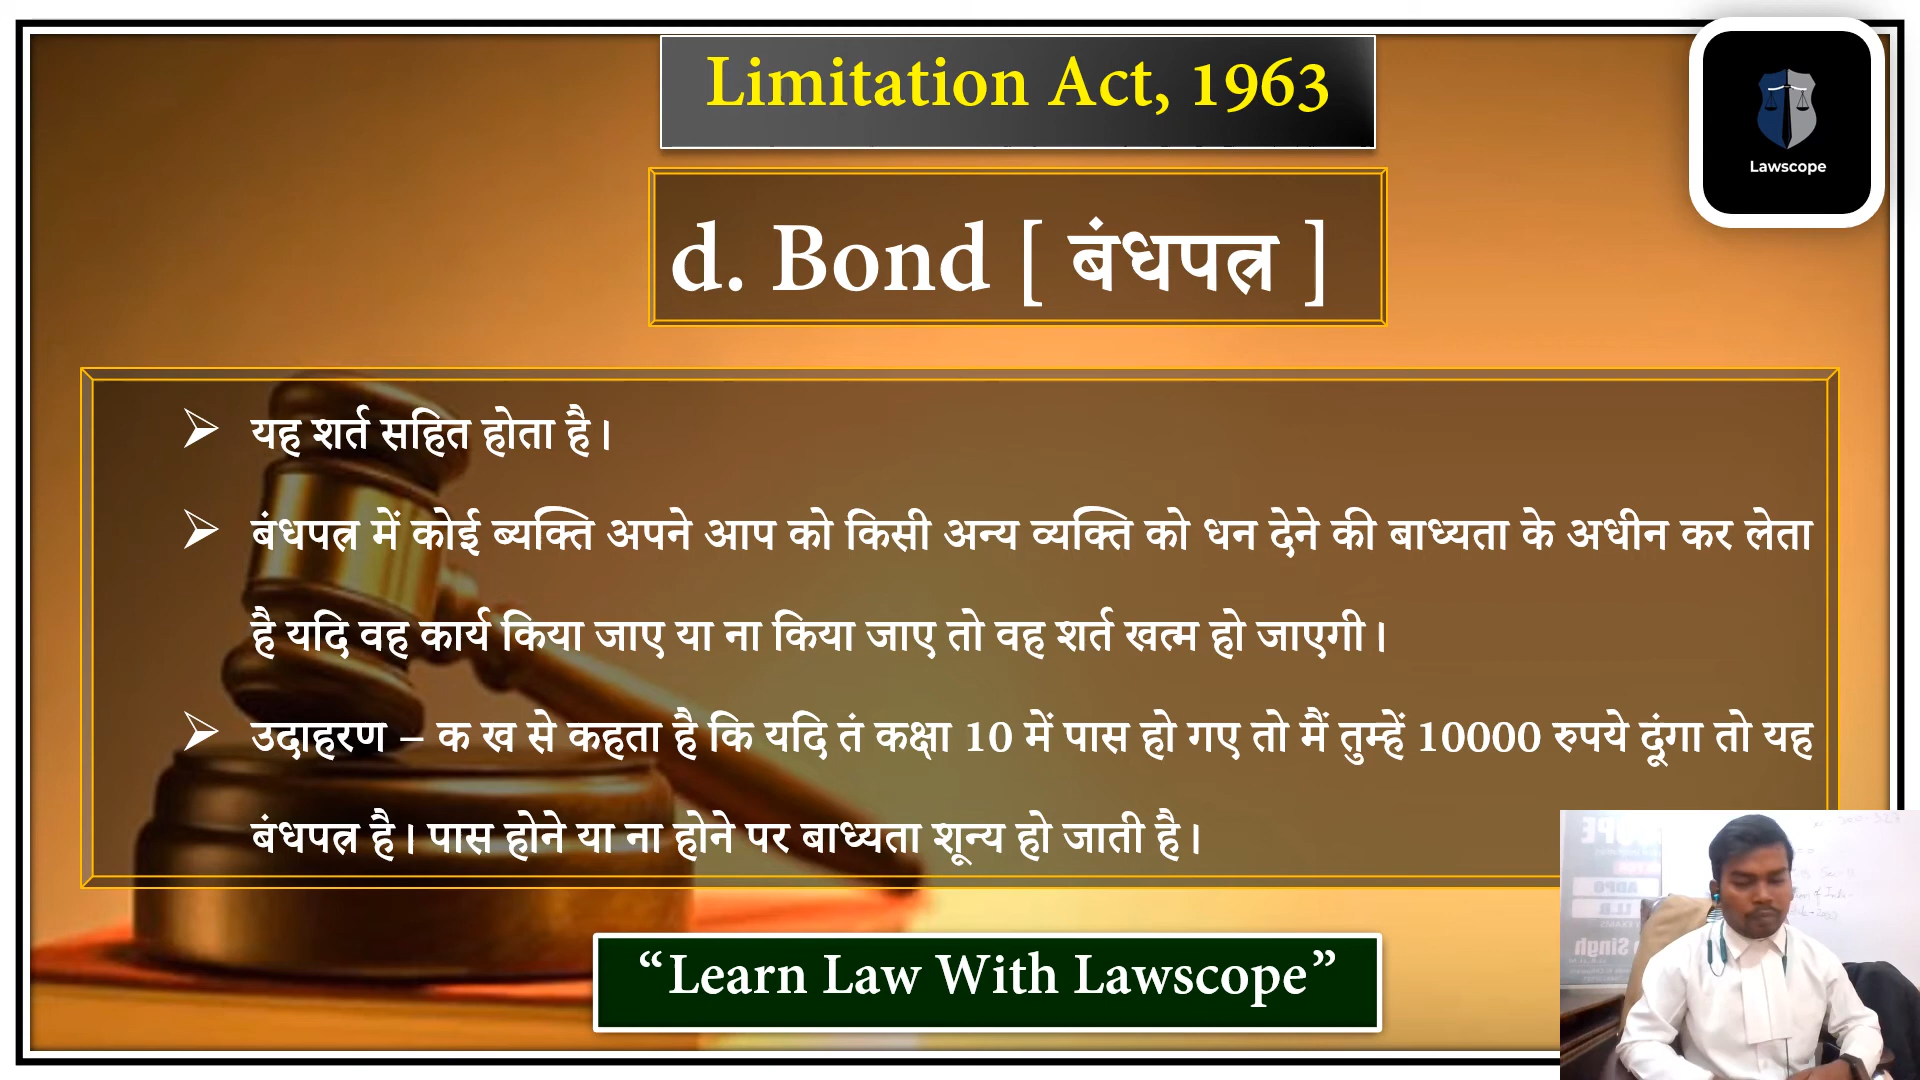 Limitation Act, 1963
Lawscope
d. Bond [ बंधपत्र ]
➢ यह शर्त सहित होता है।
➢ बंधपत्र में कोई ब्यक्ति अपने आप को किसी अन्य व्यक्ति को धन देने की बाध्यता के अधीन कर लेता
है यदि वह कार्य किया जाए या ना किया जाए तो वह शर्त खत्म हो जाएगी।
➢ उदाहरण – क ख से कहता है कि यदि तं कक्षा 10 में पास हो गए तो मैं तुम्हें 10000 रुपये दूंगा तो यह
बंधपत्र है। पास होने या ना होने पर बाध्यता शून्य हो जाती है।
“Learn Law With Lawscope”